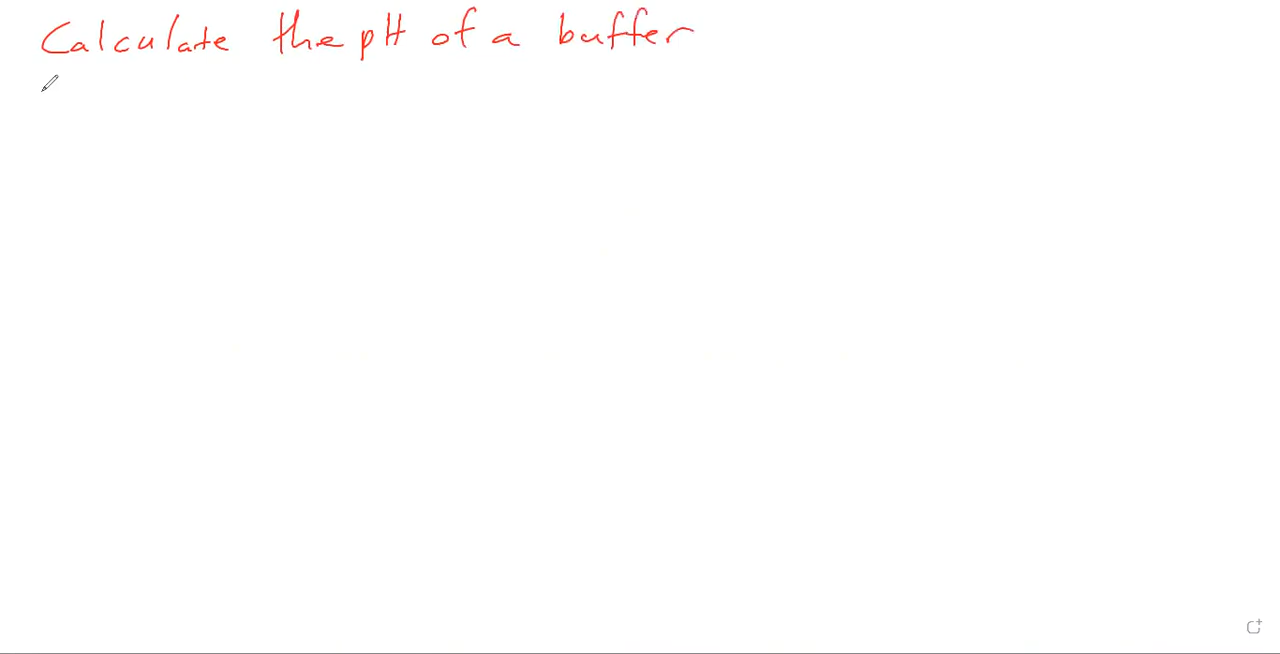 Calculate the pH of a buffer